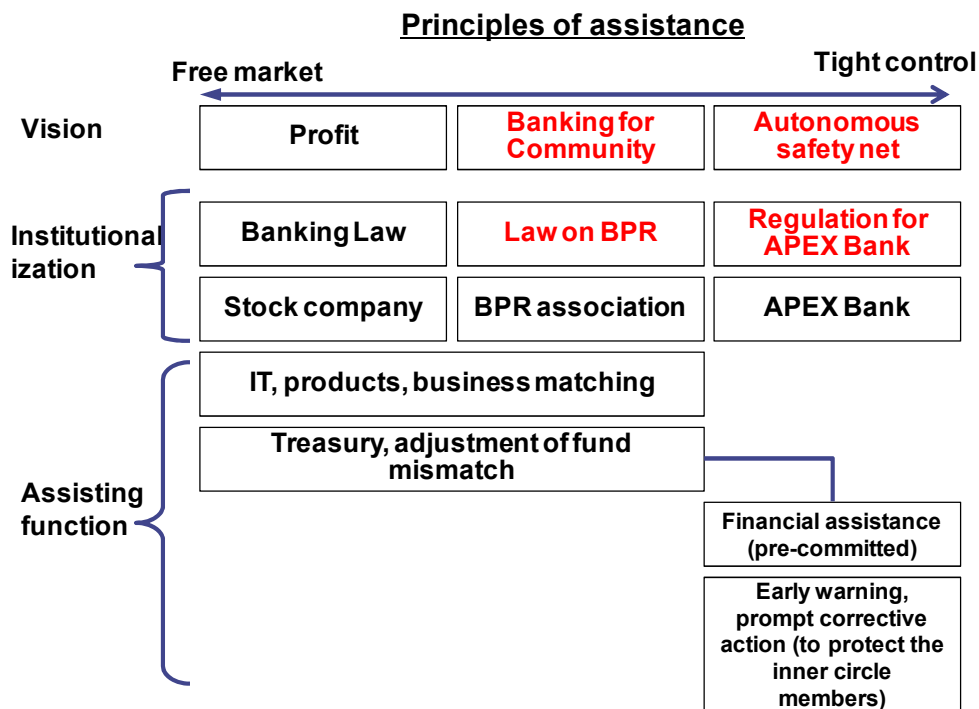 Principles of assistance
Free market
Tight control
Vision
Profit
Banking for
Community
Autonomous
safety net
Institutional
ization
Banking Law
Law on BPR
Regulation for
APEX Bank
Stock company
BPR association
APEX Bank
Assisting
function
IT, products, business matching
Treasury, adjustment of fund
mismatch
Financial assistance
(pre-committed)
Early warning,
prompt corrective
action (to protect the
inner circle
members)